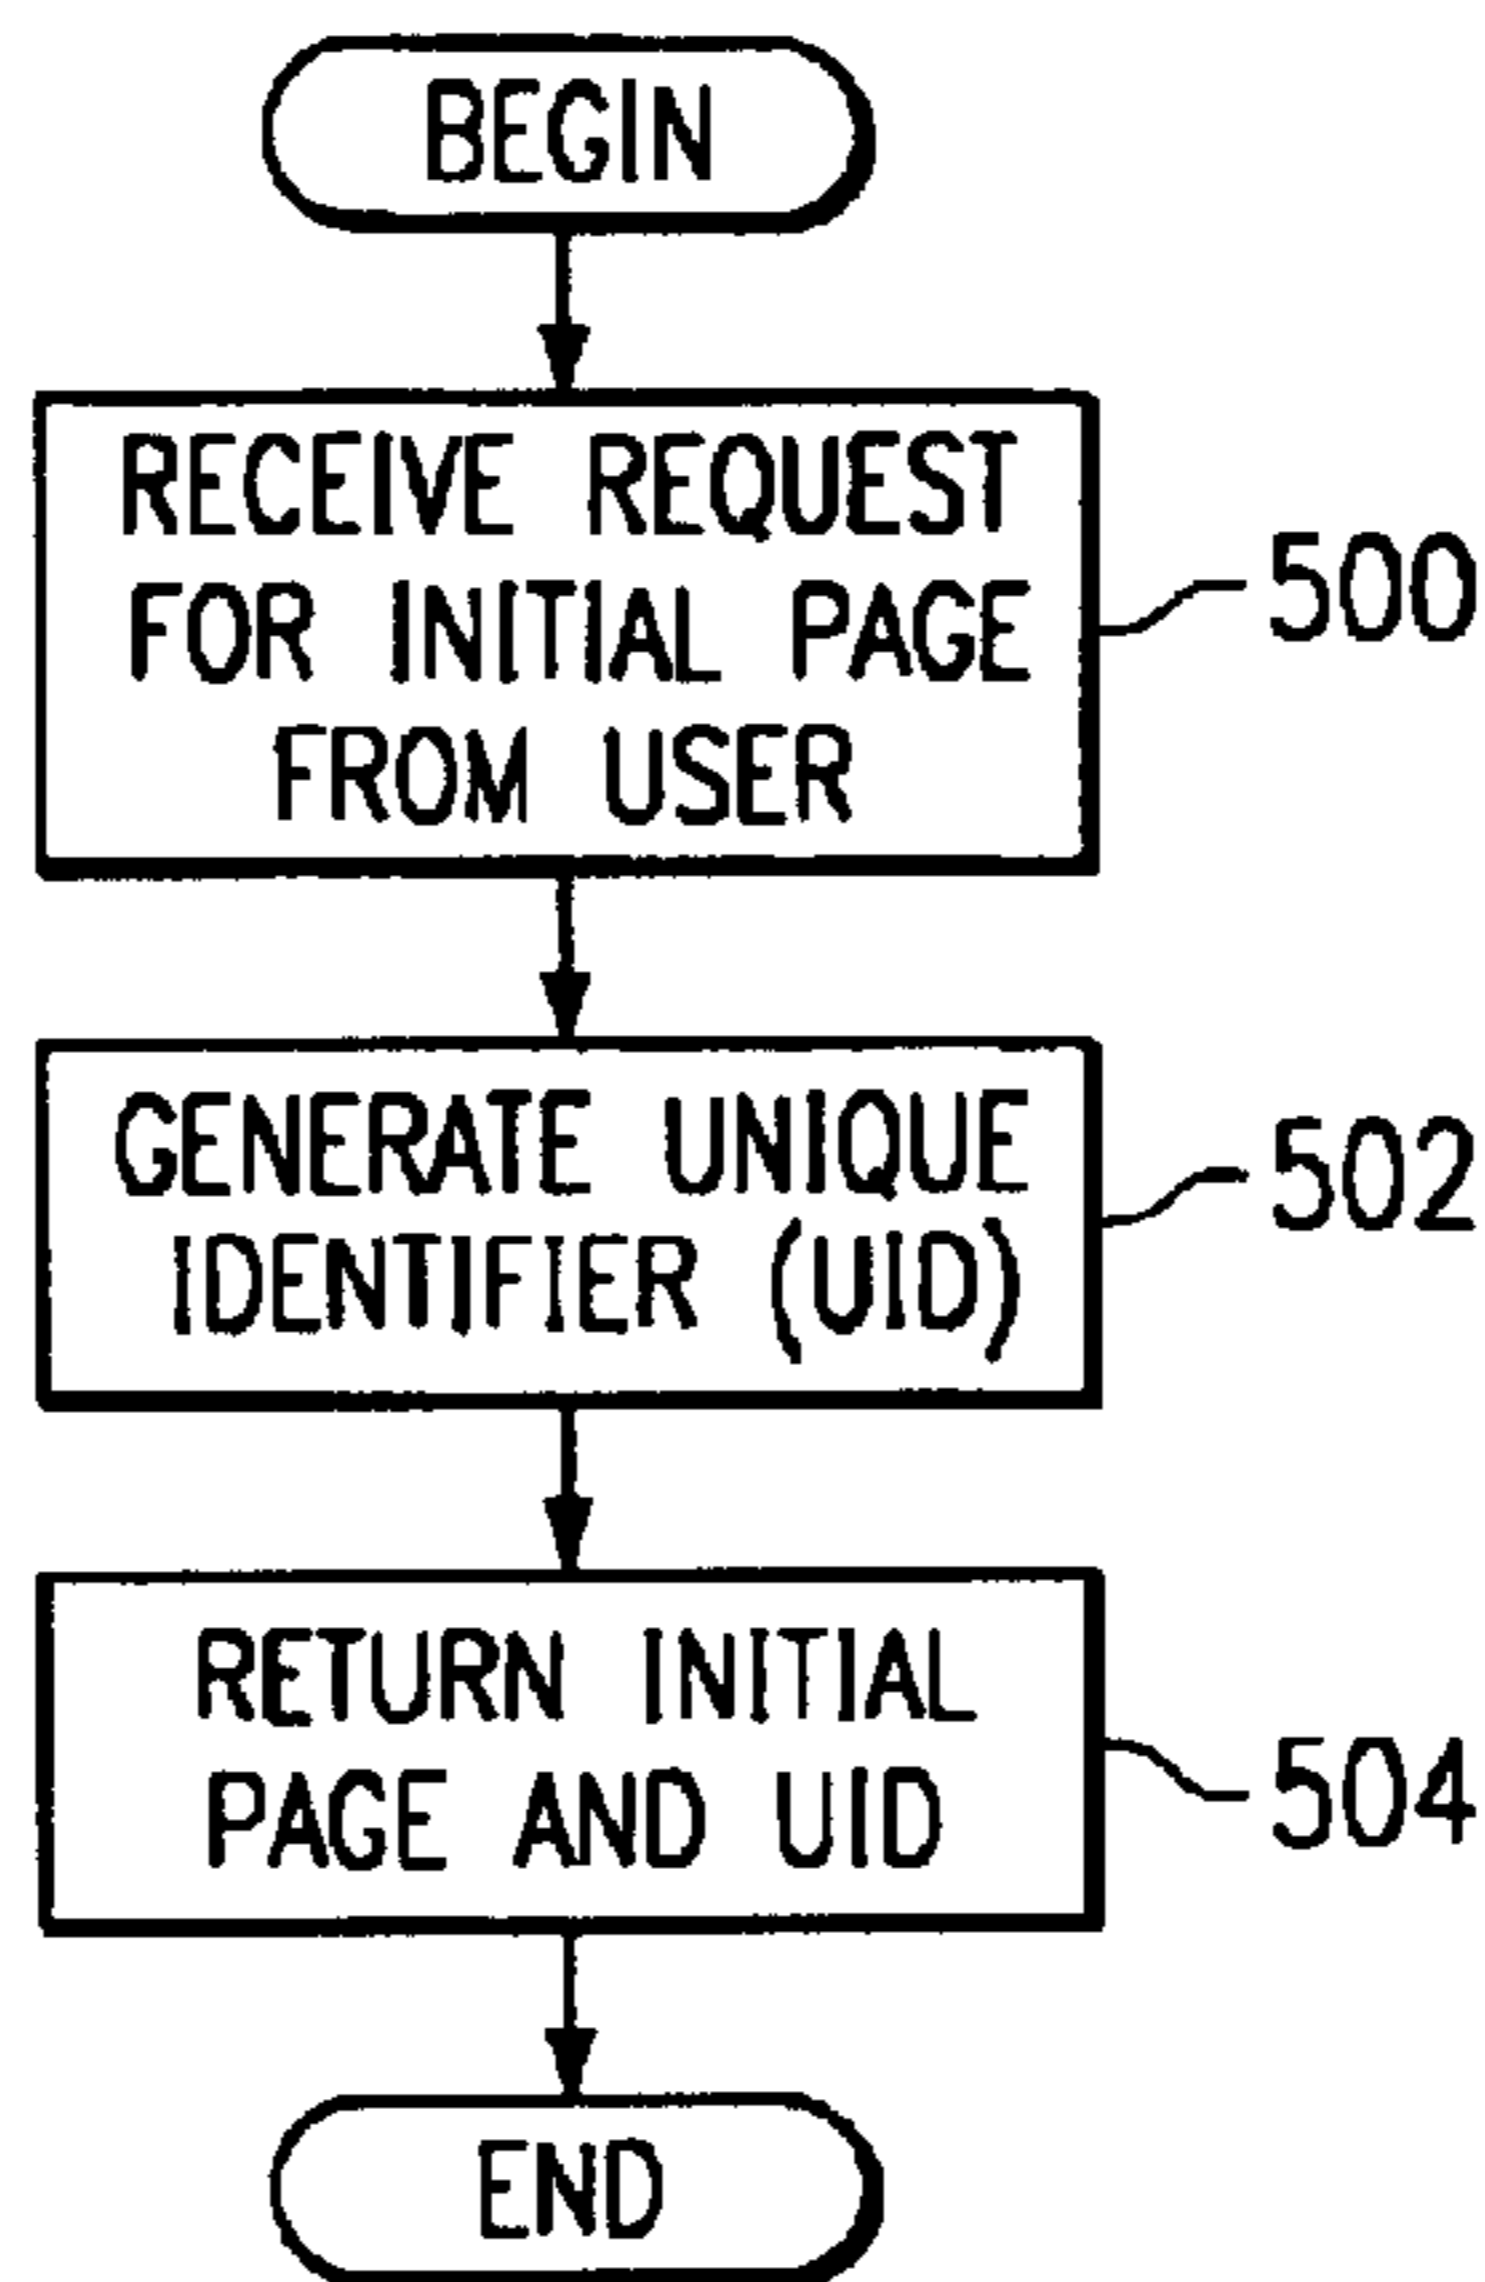 BEGIN
RECEIVE REQUEST
FOR INITIAL PAGE
FROM USER
500
GENERATE UNIQUE
IDENTIFIER (UID)
502
RETURN INITIAL
PAGE AND UID
504
END